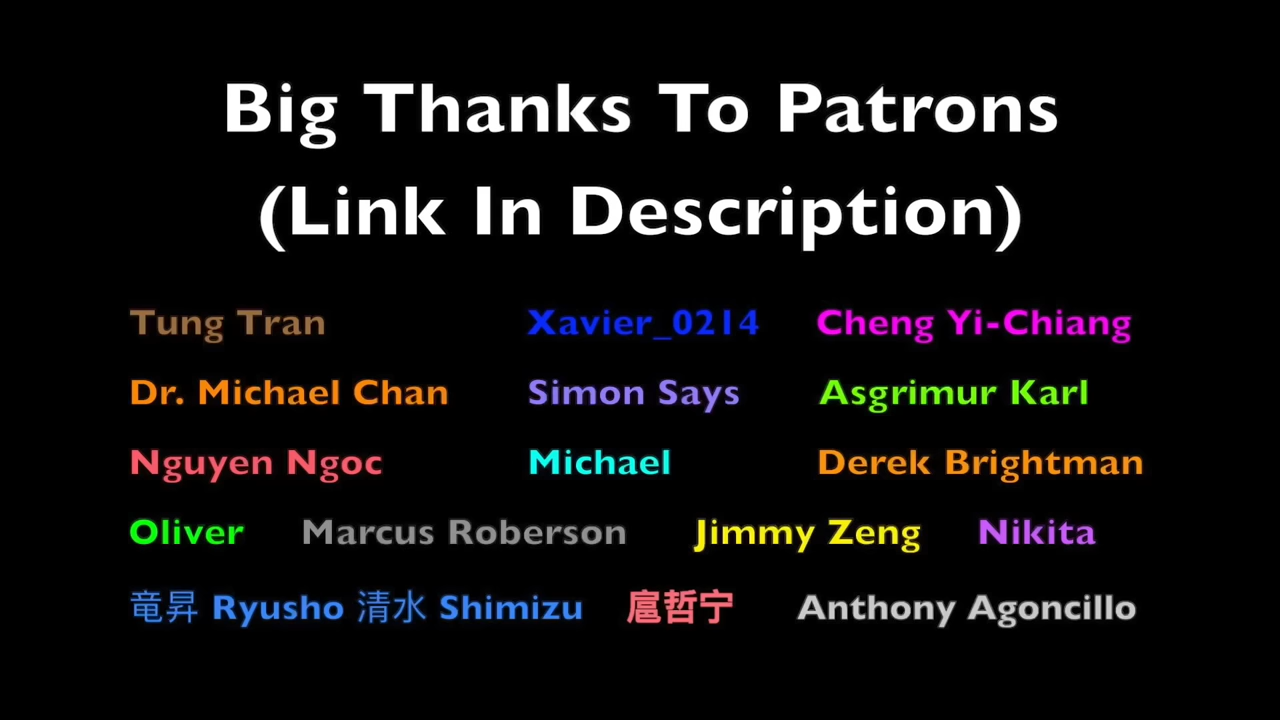 Big Thanks To Patrons
(Link In Description)
Tung Tran Xavier_0214 Cheng Yi-Chiang
Dr. Michael Chan Simon Says Asgrimur Karl
Nguyen Ngoc Michael Derek Brightman
Oliver Marcus Roberson Jimmy Zeng Nikita
竜昇 Ryusho 清水 Shimizu 扈哲宁 Anthony Agoncillo